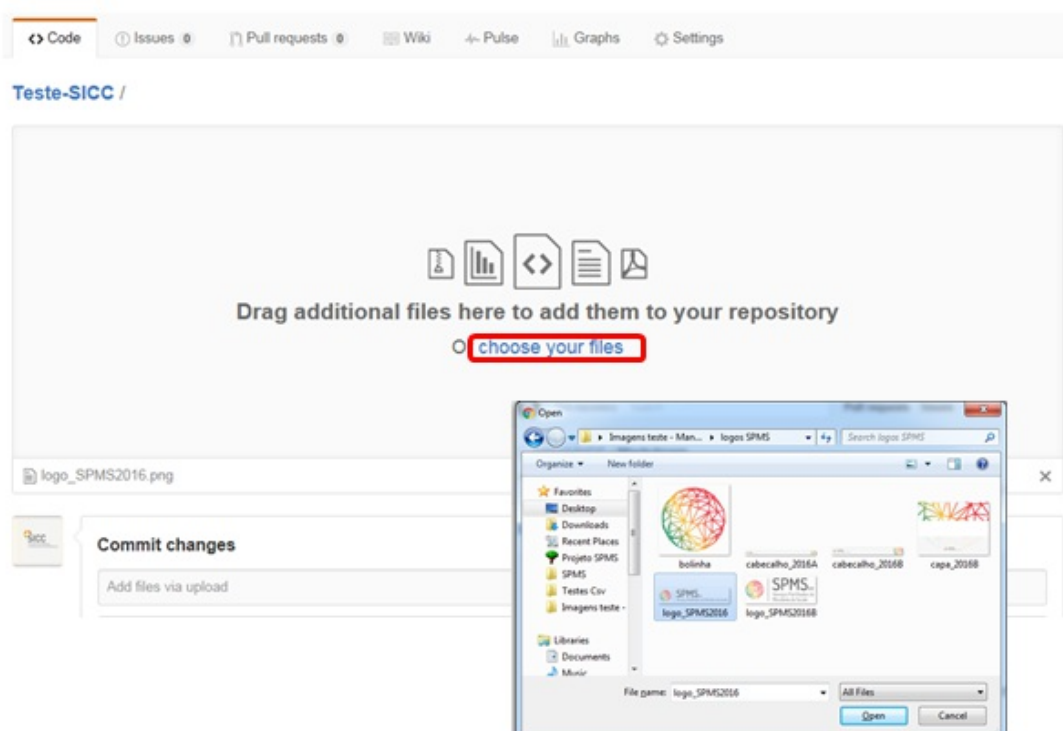 Code
Issues 0
Pull requests 0
Wiki
Pulse
Graphs
Settings
Teste-SICC /
Drag additional files here to add them to your repository
O choose your files
logo_SPMS2016.png
SICC
Commit changes
Add files via upload
Open
Imagens teste - Man... logos SPMS
Search logos SPMS
Organize
New folder
Favorites
Desktop
Downloads
Recent Places
Projeto SPMS
SPMS
Testes Csv
Imagens teste -
Libraries
Documents
Music
bolinha
cabecalho_2016A
cabecalho_2016B
capa_2016B
SPMS
logo_SPMS2016
SPMS
logo_SPMS2016B
File name: logo_SPMS2016
All Files
Open
Cancel